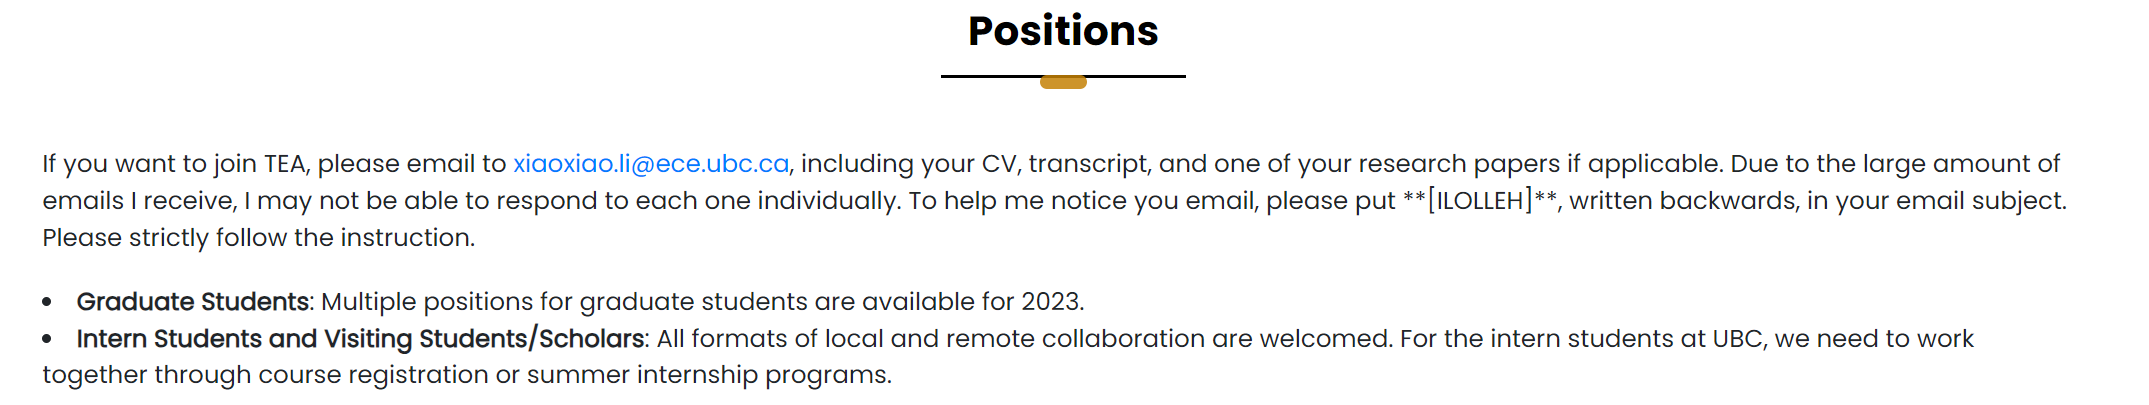 Positions
If you want to join TEA, please email to xiaoxiao.li@ece.ubc.ca, including your CV, transcript, and one of your research papers if applicable. Due to the large amount of
emails I receive, I may not be able to respond to each one individually. To help me notice you email, please put **[ILOLLEH]**, written backwards, in your email subject.
Please strictly follow the instruction.
• Graduate Students: Multiple positions for graduate students are available for 2023.
• Intern Students and Visiting Students/Scholars: All formats of local and remote collaboration are welcomed. For the intern students at UBC, we need to work
together through course registration or summer internship programs.